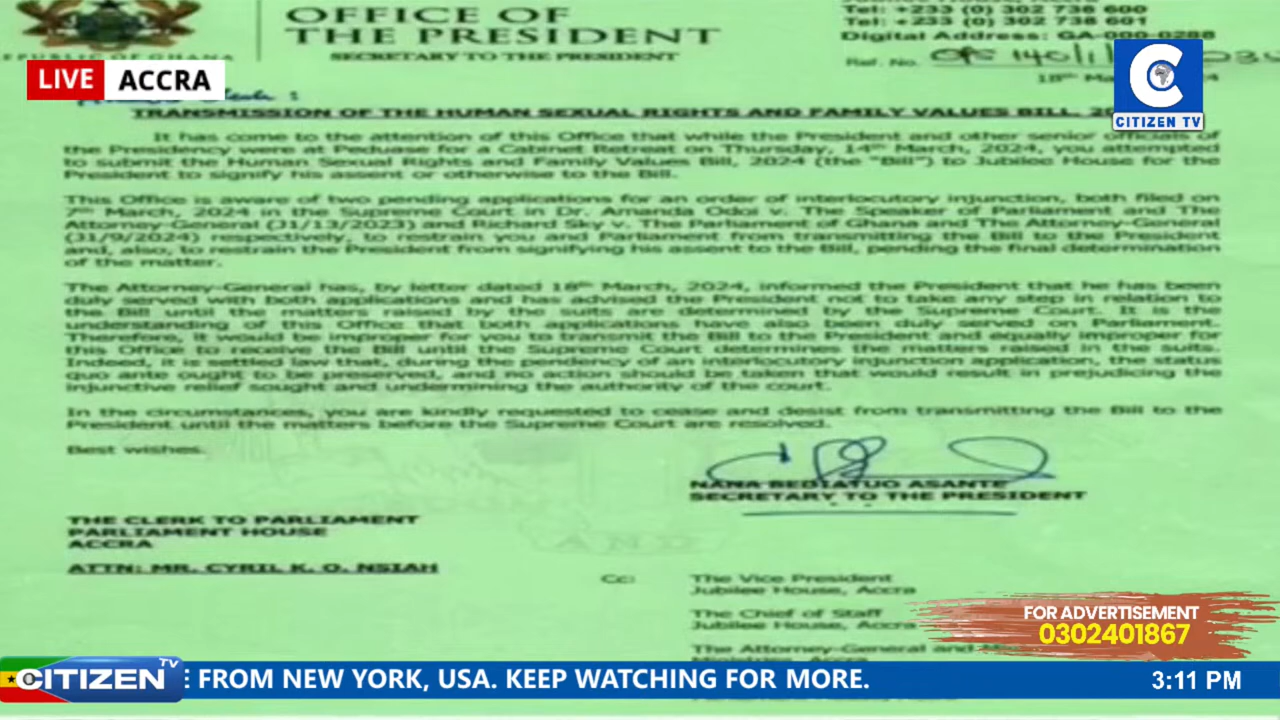 OFFICE OF
THE PRESIDENT
REPUBLIC OF GHANA
SECRETARY TO THE PRESIDENT
Jubilee House, Accra
Tel: +233 (0) 302 738 600
Tel: +233 (0) 302 738 601
Digital Address: GA-000-0288
Ref. No.
LIVE ACCRA
C
CITIZEN TV
TRANSMISSION OF THE HUMAN SEXUAL RIGHTS AND FAMILY VALUES BILL,
It has come to the attention of this Office that while the President and other senior officials of
the Presidency were at Peduase for a Cabinet Retreat on Thursday, 14th March, 2024, you attempted
to submit the Human Sexual Rights and Family Values Bill, 2024 (the "Bill") to Jubilee House for the
President to signify his assent or otherwise to the Bill.
This Office is aware of two pending applications for an order of interlocutory injunction, both filed on
7th March, 2024 in the Supreme Court in Dr. Amanda Odoi v. The Speaker of Parliament and The
Attorney-General (J1/13/2023) and Richard Sky v. The Parliament of Ghana and The Attorney-General
(J1/9/2024) respectively, to restrain you and Parliament from transmitting the Bill to the President
and, also, to restrain the President from signifying his assent to the Bill, pending the final determination
of the matter.
The Attorney-General has, by letter dated 18th March, 2024, informed the President that he has been
duly served with both applications and has advised the President not to take any step in relation to
the Bill until the matters raised by the suits are determined by the Supreme Court. It is the
understanding of this Office that both applications have also been duly served on Parliament.
Therefore, it would be improper for you to transmit the Bill to the President and equally improper for
this Office to receive the Bill until the Supreme Court determines the matters raised in the suits.
Indeed, it is settled law that, during the pendency of an interlocutory injunction application, the status
quo ante ought to be preserved, and no action should be taken that would result in prejudicing the
injunctive relief sought and undermining the authority of the court.
In the circumstances, you are kindly requested to cease and desist from transmitting the Bill to the
President until the matters before the Supreme Court are resolved.
Best wishes.
NANA BEDIATUO ASANTE
SECRETARY TO THE PRESIDENT
THE CLERK TO PARLIAMENT
PARLIAMENT HOUSE
ACCRA
ATTN: MR. CYRIL K. O. NSIAH
Cc:
The Vice President
Jubilee House, Accra
The Chief of Staff
Jubilee House, Accra
The Attorney-General and
FOR ADVERTISEMENT
0302401867
CITIZEN TV
FROM NEW YORK, USA. KEEP WATCHING FOR MORE.
3:11 PM